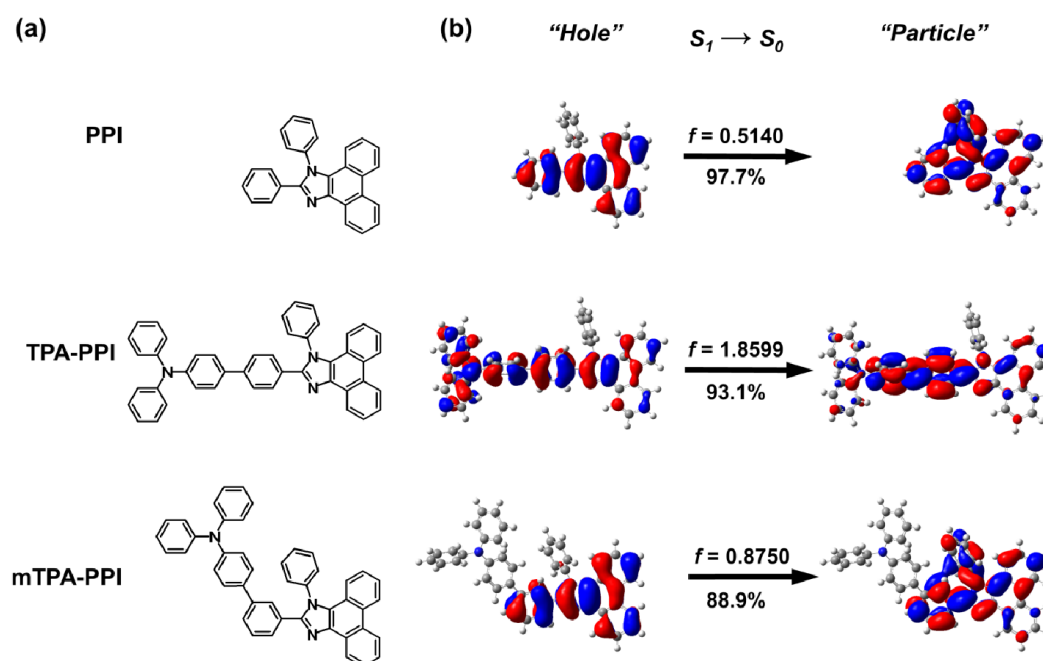 (a)
(b)
"Hole"
S₁ → S₀
"Particle"
PPI
N
N
f = 0.5140
97.7%
TPA-PPI
N
N
N
f = 1.8599
93.1%
mTPA-PPI
N
N
N
f = 0.8750
88.9%